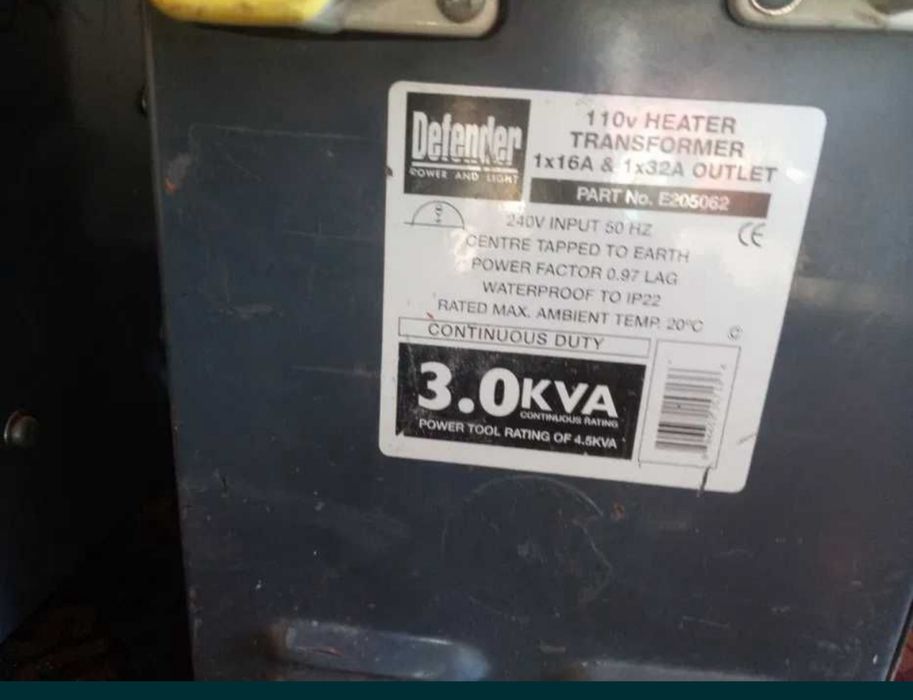 Defender
POWER AND LIGHT
110v HEATER
TRANSFORMER
1x16A & 1x32A OUTLET
PART No. E205062
CE
240V INPUT 50 HZ
CENTRE TAPPED TO EARTH
POWER FACTOR 0.97 LAG
WATERPROOF TO IP22
RATED MAX. AMBIENT TEMP. 20°C
©
CONTINUOUS DUTY
3.0KVA
CONTINUOUS RATING
POWER TOOL RATING OF 4.5KVA